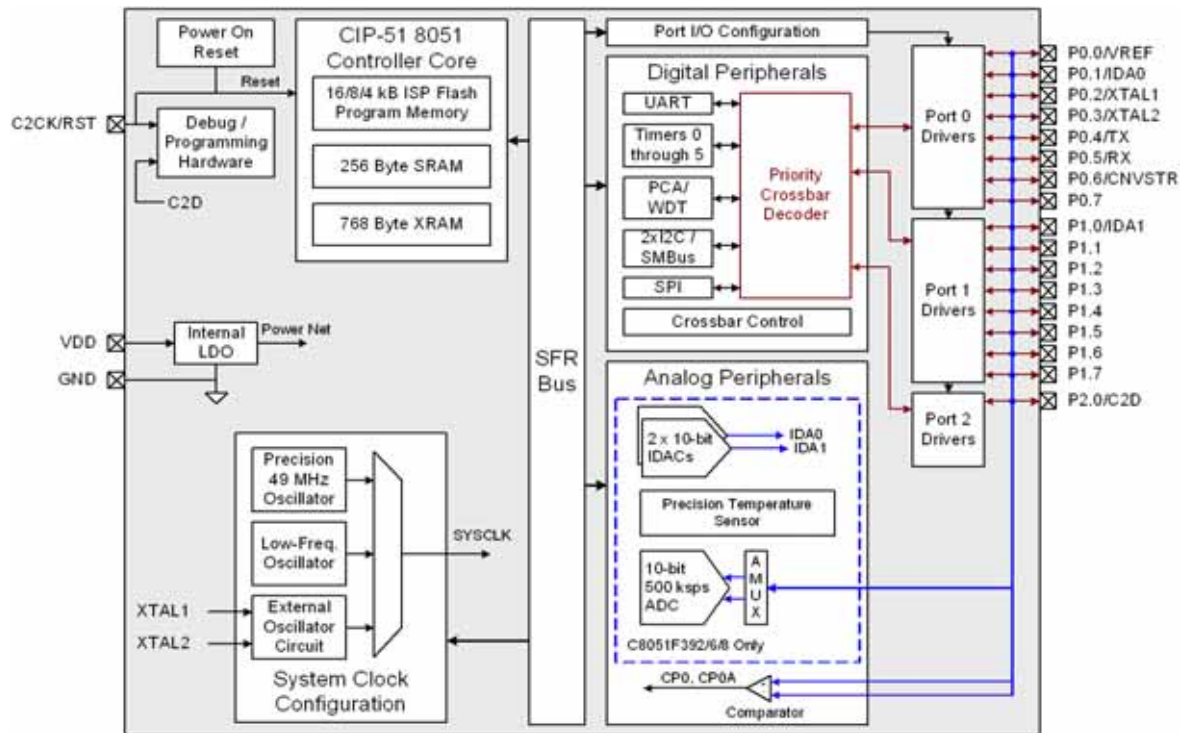 Power On
Reset
Reset
C2CK/RST
Debug /
Programming
Hardware
C2D
CIP-51 8051
Controller Core
16/8/4 kB ISP Flash
Program Memory
256 Byte SRAM
768 Byte XRAM
VDD
GND
Internal
LDO
Power Net
Precision
49 MHz
Oscillator
Low-Freq.
Oscillator
XTAL1
XTAL2
External
Oscillator
Circuit
SYSCLK
System Clock
Configuration
SFR
Bus
Port I/O Configuration
Digital Peripherals
UART
Timers 0
through 5
PCA/
WDT
2xI2C /
SMBus
SPI
Priority
Crossbar
Decoder
Crossbar Control
Analog Peripherals
2 x 10-bit
IDACs
IDA0
IDA1
Precision Temperature
Sensor
10-bit
500 ksps
ADC
A
M
U
X
C8051F392/6/8 Only
CP0, CP0A
+
-
Comparator
Port 0
Drivers
Port 1
Drivers
Port 2
Drivers
P0.0/VREF
P0.1/IDA0
P0.2/XTAL1
P0.3/XTAL2
P0.4/TX
P0.5/RX
P0.6/CNVSTR
P0.7
P1.0/IDA1
P1.1
P1.2
P1.3
P1.4
P1.5
P1.6
P1.7
P2.0/C2D